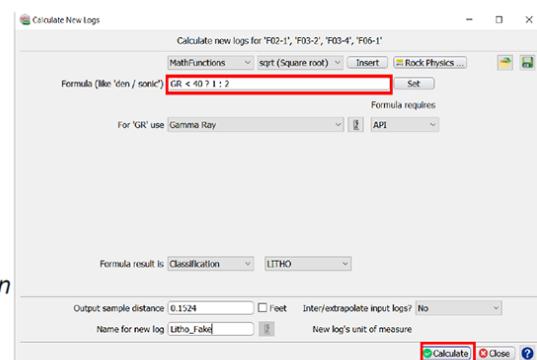 Calculate New Logs
Calculate new logs for 'F02-1', 'F03-2', 'F03-4', 'F06-1'
MathFunctions sqrt (Square root) Insert Rock Physics ...
Formula (like 'den / sonic') GR < 40 ? 1 : 2 Set
Formula requires
For 'GR' use Gamma Ray API
n
Formula result is Classification LITHO
Output sample distance 0.1524 Feet Inter/extrapolate input logs? No
Name for new log Litho_Fake New log's unit of measure
Calculate Close ?